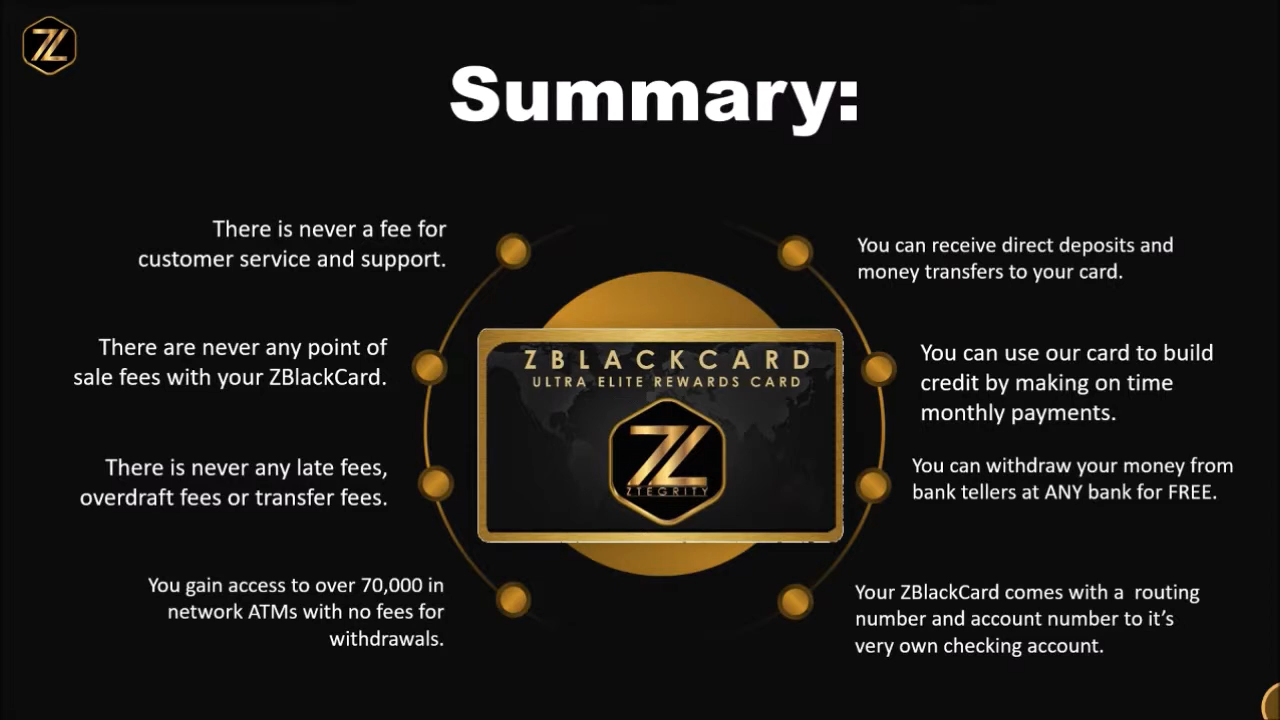 Summary:
There is never a fee for
customer service and support.
There are never any point of
sale fees with your ZBlackCard.
There is never any late fees,
overdraft fees or transfer fees.
You gain access to over 70,000 in
network ATMs with no fees for
withdrawals.
ZBLACKCARD
ULTRA ELITE REWARDS CARD
ZTEGRITY
You can receive direct deposits and
money transfers to your card.
You can use our card to build
credit by making on time
monthly payments.
You can withdraw your money from
bank tellers at ANY bank for FREE.
Your ZBlackCard comes with a  routing
number and account number to it’s
very own checking account.